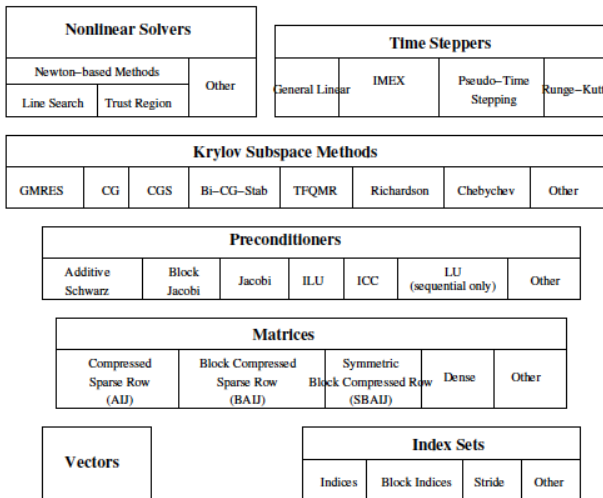 Nonlinear Solvers
Newton-based Methods
Line Search
Trust Region
Other
Time Steppers
General Linear
IMEX
Pseudo-Time
Stepping
Runge-Kutt
Krylov Subspace Methods
GMRES
CG
CGS
Bi-CG-Stab
TFQMR
Richardson
Chebychev
Other
Preconditioners
Additive
Schwarz
Block
Jacobi
Jacobi
ILU
ICC
LU
(sequential only)
Other
Matrices
Compressed
Sparse Row
(AIJ)
Block Compressed
Sparse Row
(BAIJ)
Symmetric
Block Compressed Row
(SBAIJ)
Dense
Other
Vectors
Index Sets
Indices
Block Indices
Stride
Other